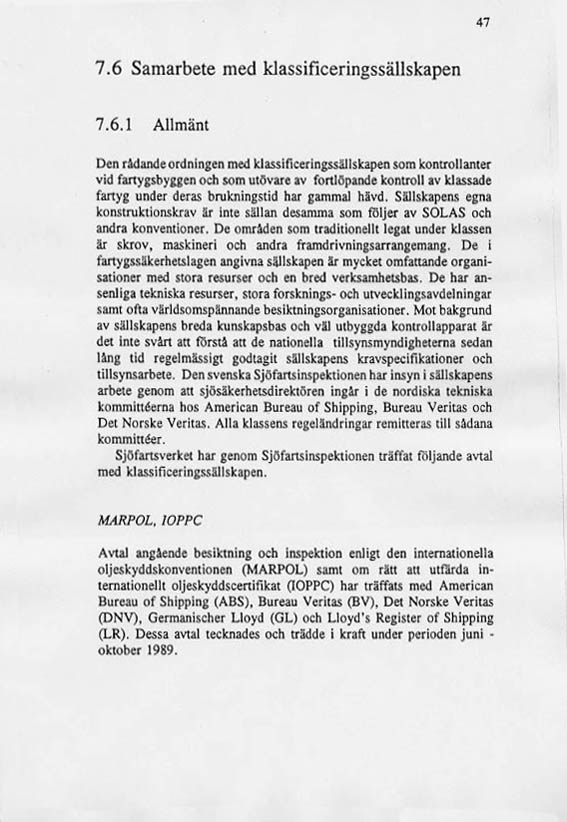 47
7.6 Samarbete med klassificeringssällskapen
7.6.1 Allmänt
Den rådande ordningen med klassificeringssällskapen som kontrollanter
vid fartygsbyggen och som utövare av fortlöpande kontroll av klassade
fartyg under deras brukningstid har gammal hävd. Sällskapens egna
konstruktionskrav är inte sällan desamma som följer av SOLAS och
andra konventioner. De områden som traditionellt legat under klassen
är skrov, maskineri och andra framdrivningsarrangemang. De i
fartygssäkerhetslagen angivna sällskapen är mycket omfattande organi-
sationer med stora resurser och en bred verksamhetsbas. De har an-
senliga tekniska resurser, stora forsknings- och utvecklingsavdelningar
samt ofta världsomspännande besiktningsorganisationer. Mot bakgrund
av sällskapens breda kunskapsbas och väl utbyggda kontrollapparat är
det inte svårt att förstå att de nationella tillsynsmyndigheterna sedan
lång tid regelmässigt godtagit sällskapens kravspecifikationer och
tillsynsarbete. Den svenska Sjöfartsinspektionen har insyn i sällskapens
arbete genom att sjösäkerhetsdirektören ingår i de nordiska tekniska
kommittéerna hos American Bureau of Shipping, Bureau Veritas och
Det Norske Veritas. Alla klassens regeländringar remitteras till sådana
kommittéer.
Sjöfartsverket har genom Sjöfartsinspektionen träffat följande avtal
med klassificeringssällskapen.
MARPOL, IOPPC
Avtal angående besiktning och inspektion enligt den internationella
oljeskyddskonventionen (MARPOL) samt om rätt att utfärda in-
ternationellt oljeskyddscertifikat (IOPPC) har träffats med American
Bureau of Shipping (ABS), Bureau Veritas (BV), Det Norske Veritas
(DNV), Germanischer Lloyd (GL) och Lloyd's Register of Shipping
(LR). Dessa avtal tecknades och trädde i kraft under perioden juni -
oktober 1989.